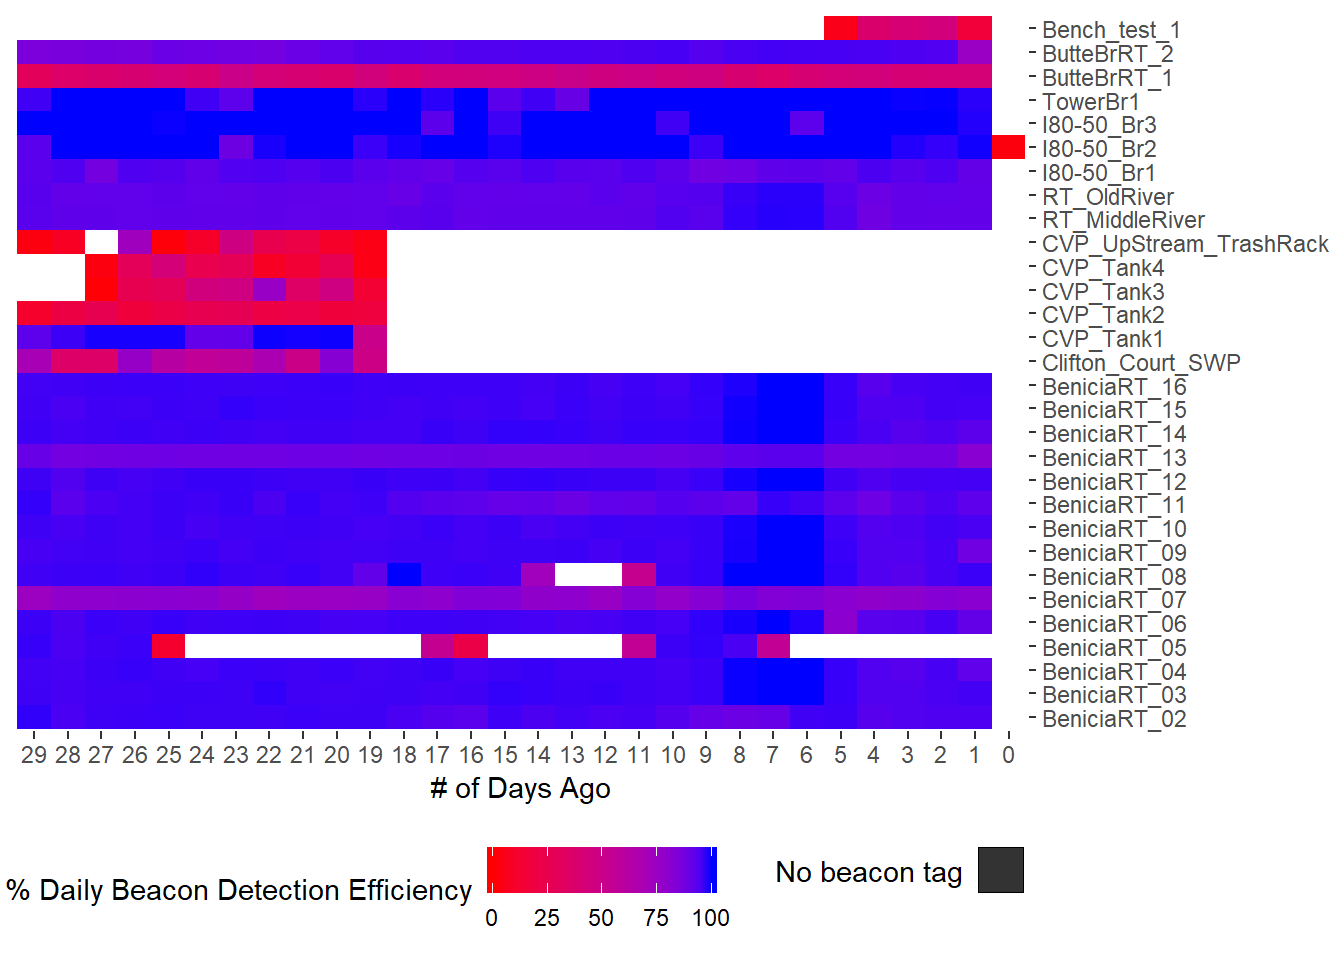 Bench_test_1
ButteBrRT_2
ButteBrRT_1
TowerBr1
I80-50_Br3
I80-50_Br2
I80-50_Br1
RT_OldRiver
RT_MiddleRiver
CVP_UpStream_TrashRack
CVP_Tank4
CVP_Tank3
CVP_Tank2
CVP_Tank1
Clifton_Court_SWP
BeniciaRT_16
BeniciaRT_15
BeniciaRT_14
BeniciaRT_13
BeniciaRT_12
BeniciaRT_11
BeniciaRT_10
BeniciaRT_09
BeniciaRT_08
BeniciaRT_07
BeniciaRT_06
BeniciaRT_05
BeniciaRT_04
BeniciaRT_03
BeniciaRT_02
29 28 27 26 25 24 23 22 21 20 19 18 17 16 15 14 13 12 11 10 9 8 7 6 5 4 3 2 1 0
# of Days Ago
% Daily Beacon Detection Efficiency
0 25 50 75 100
No beacon tag